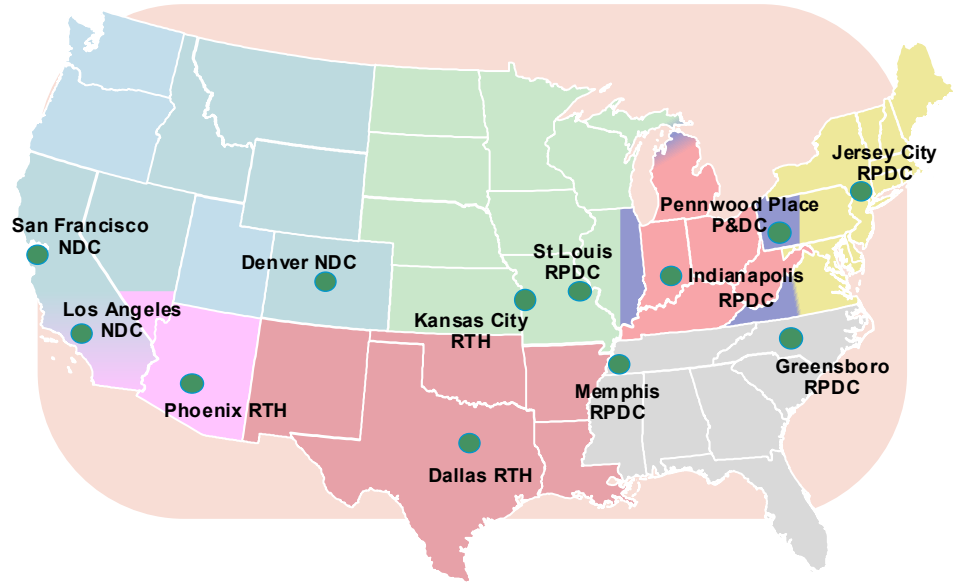 Jersey City
RPDC
Pennwood Place
P&DC
San Francisco
NDC
St Louis
RPDC
Denver NDC
Indianapolis
RPDC
Los Angeles
NDC
Kansas City
RTH
Greensboro
RPDC
Memphis
RPDC
Phoenix RTH
Dallas RTH